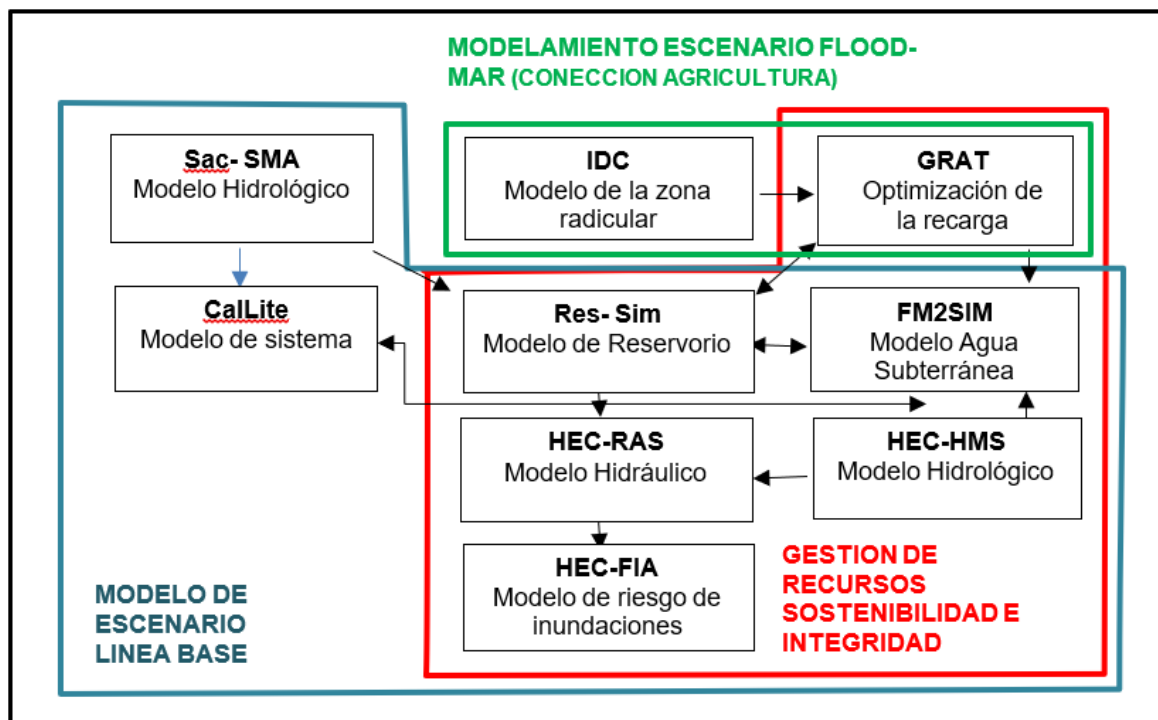 MODELAMIENTO ESCENARIO FLOOD-
MAR (CONECCION AGRICULTURA)
Sac- SMA
Modelo Hidrológico
IDC
Modelo de la zona
radicular
GRAT
Optimización de
la recarga
CalLite
Modelo de sistema
Res- Sim
Modelo de Reservorio
FM2SIM
Modelo Agua
Subterránea
HEC-RAS
Modelo Hidráulico
HEC-HMS
Modelo Hidrológico
HEC-FIA
Modelo de riesgo de
inundaciones
GESTION DE
RECURSOS
SOSTENIBILIDAD E
INTEGRIDAD
MODELO DE
ESCENARIO
LINEA BASE